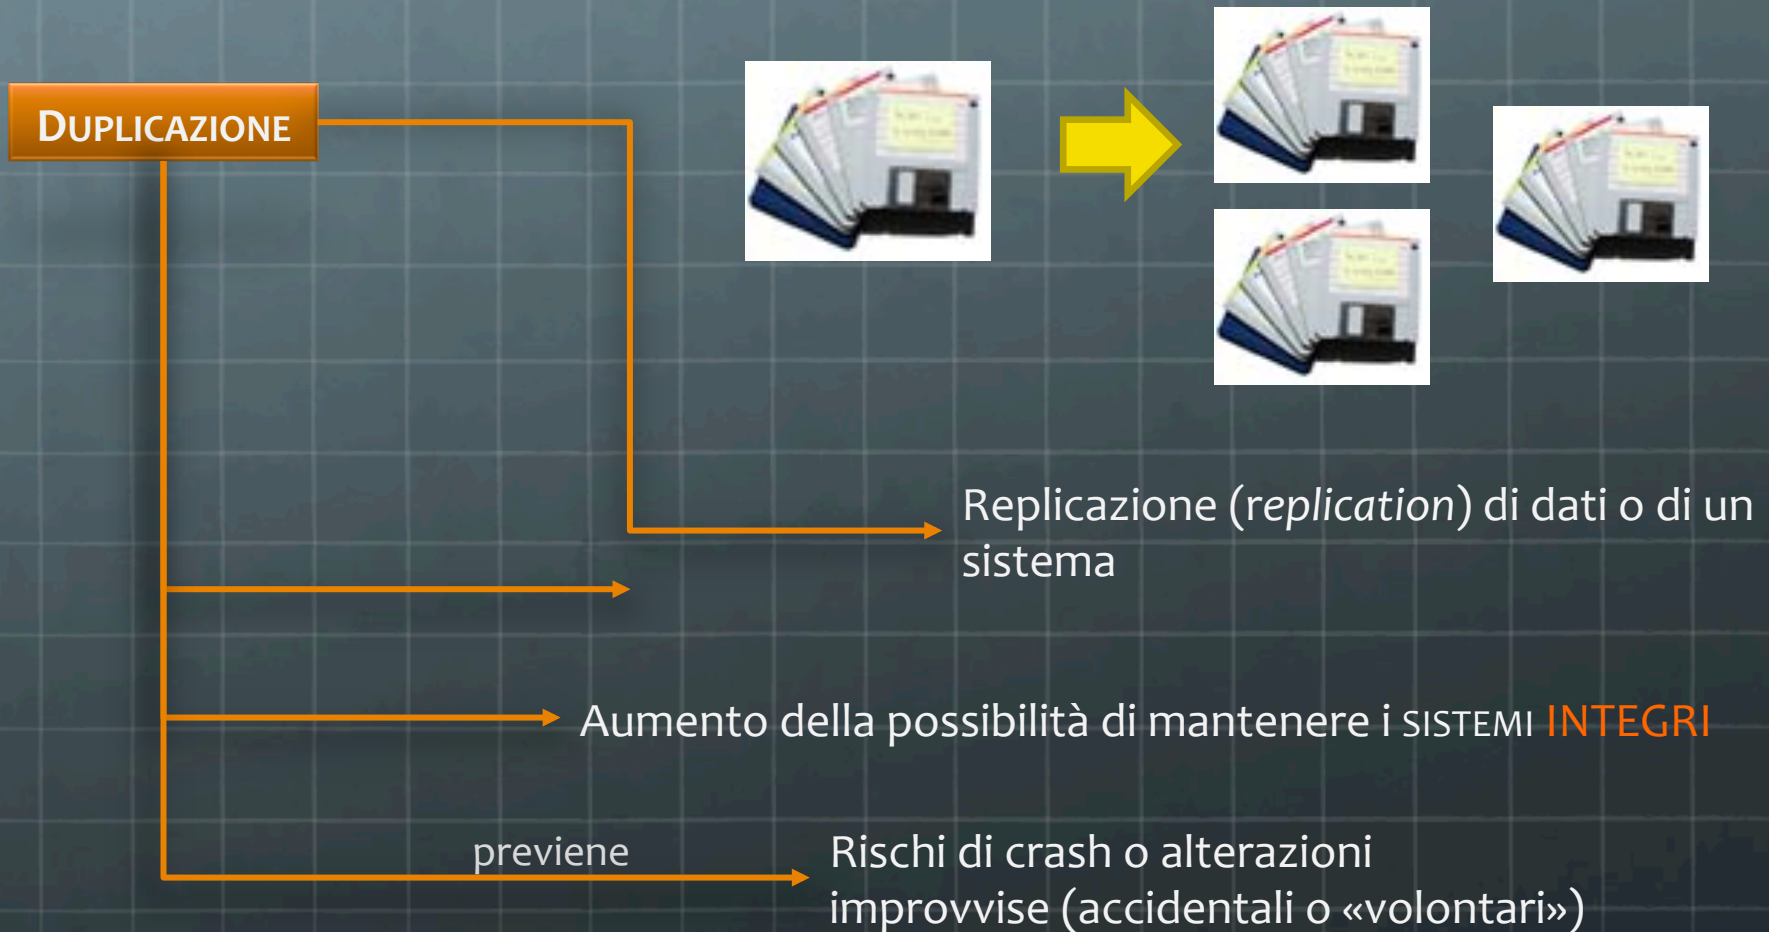 DUPLICAZIONE
Replicazione (replication) di dati o di un
sistema
Aumento della possibilità di mantenere i SISTEMI INTEGRI
previene
Rischi di crash o alterazioni
improvvise (accidentali o «volontari»)